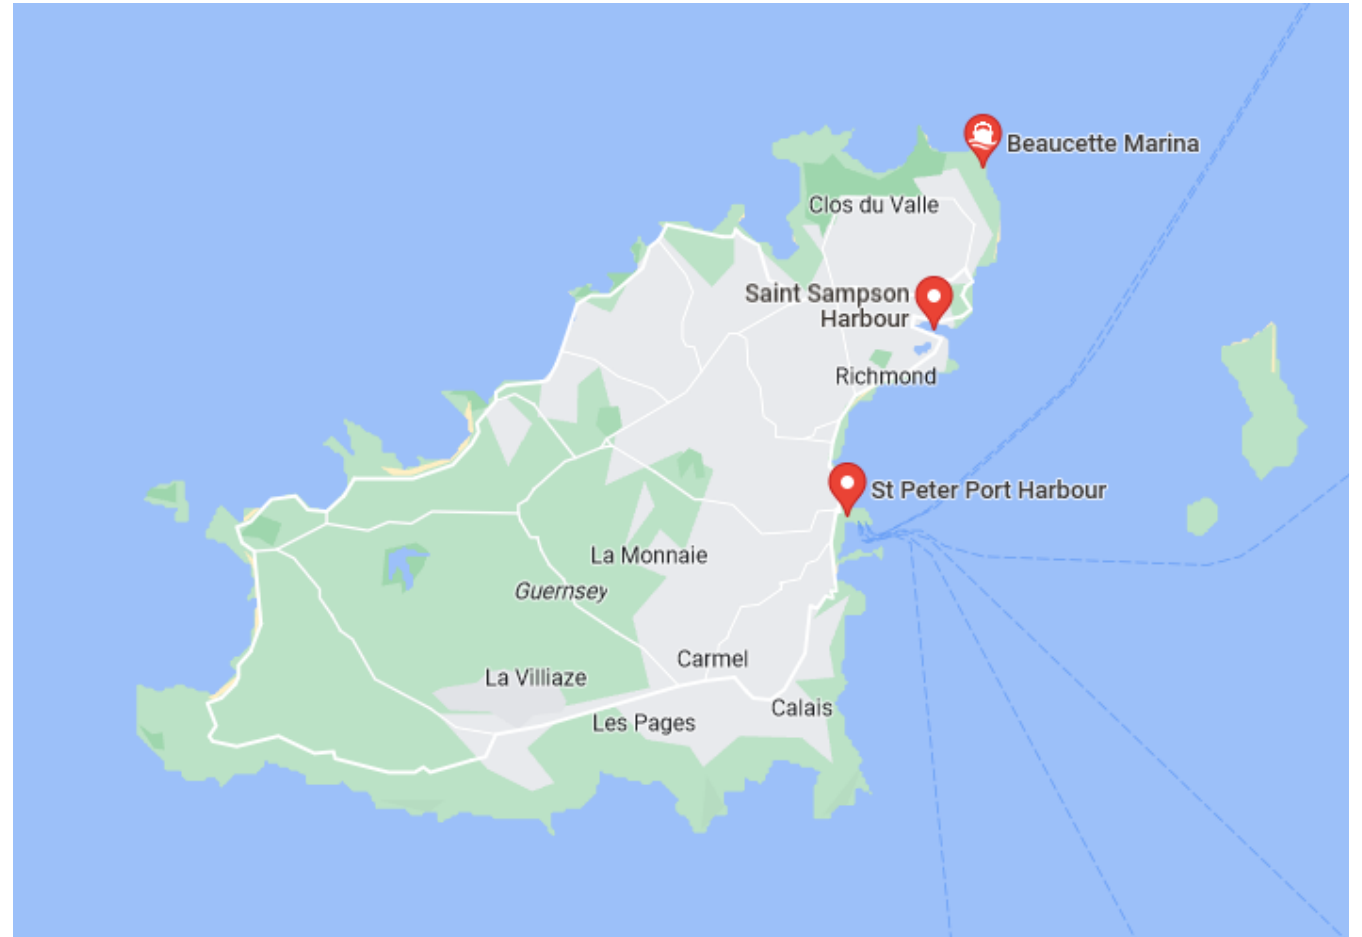 Beaucette Marina
Clos du Valle
Saint Sampson
Harbour
Richmond
St Peter Port Harbour
La Monnaie
Guernsey
Carmel
La Villiaze
Calais
Les Pages